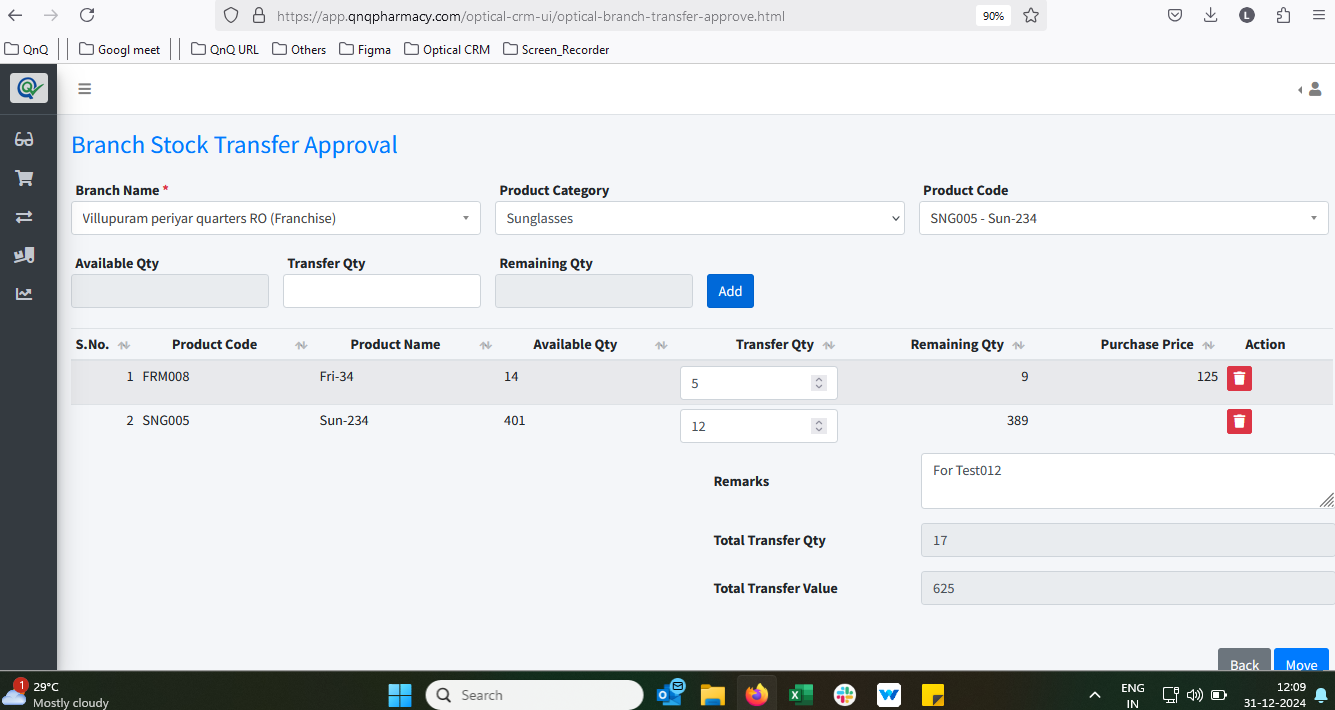 https://app.qnqpharmacy.com/optical-crm-ui/optical-branch-transfer-approve.html 90% L
QnQ Googl meet QnQ URL Others Figma Optical CRM Screen_Recorder
Branch Stock Transfer Approval
Branch Name * Product Category Product Code
Villupuram periyar quarters RO (Franchise) Sunglasses SNG005 - Sun-234
Available Qty Transfer Qty Remaining Qty
Add
S.No. Product Code Product Name Available Qty Transfer Qty Remaining Qty Purchase Price Action
1 FRM008 Fri-34 14 5 9 125
2 SNG005 Sun-234 401 12 389
Remarks For Test012
Total Transfer Qty 17
Total Transfer Value 625
Back Move
1 29°C Search ENG 12:09
Mostly cloudy IN 31-12-2024